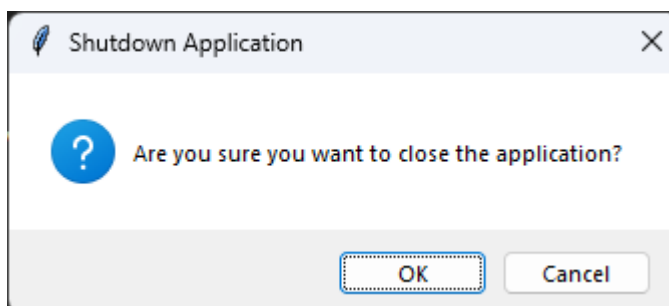 Shutdown Application
Are you sure you want to close the application?
OK Cancel